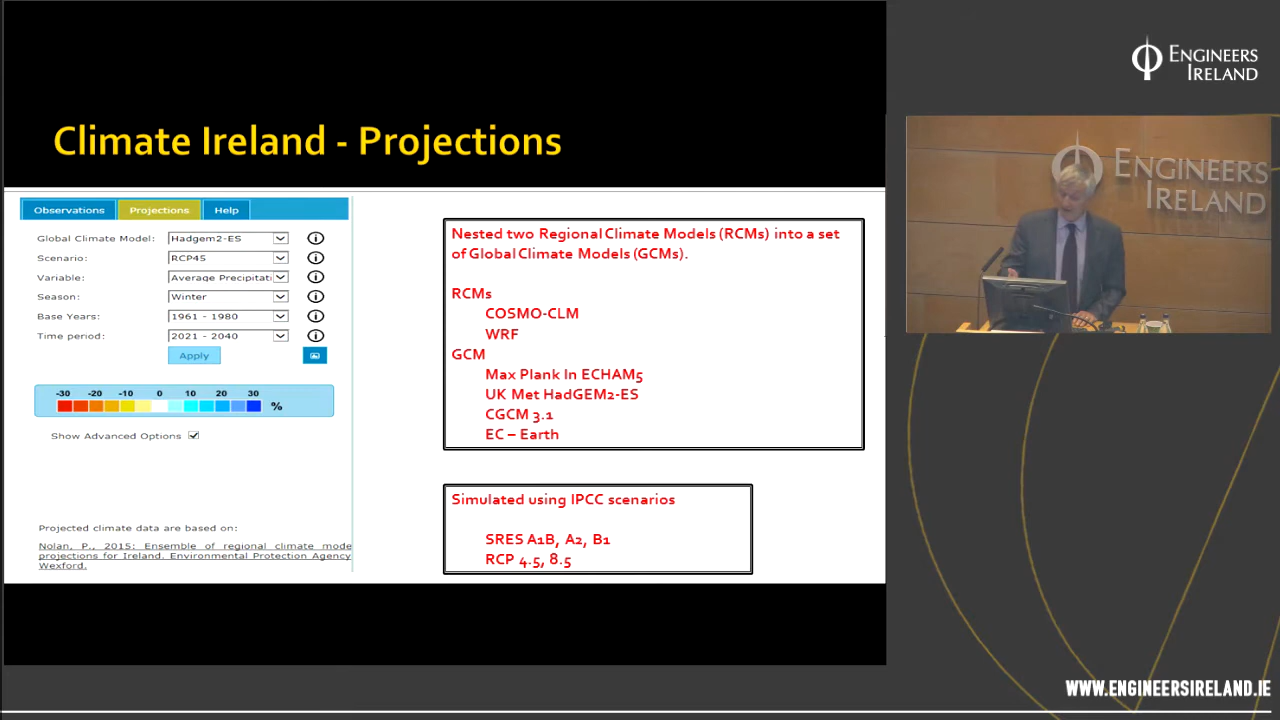 ENGINEERS
IRELAND
Climate Ireland - Projections
Observations
Projections
Help
Global Climate Model:
Hadgem2-ES
Scenario:
RCP45
Variable:
Average Precipitati
Season:
Winter
Base Years:
1961 - 1980
Time period:
2021 - 2040
Apply
-30 -20 -10 0 10 20 30
%
Show Advanced Options
Projected climate data are based on:
Nolan, P., 2015: Ensemble of regional climate mode
projections for Ireland. Environmental Protection Agency
Wexford.
Nested two Regional Climate Models (RCMs) into a set
of Global Climate Models (GCMs).
RCMs
COSMO-CLM
WRF
GCM
Max Plank In ECHAM5
UK Met HadGEM2-ES
CGCM 3.1
EC – Earth
Simulated using IPCC scenarios
SRES A1B, A2, B1
RCP 4.5, 8.5
ENGINEERS
IRELAND
WWW.ENGINEERSIRELAND.IE